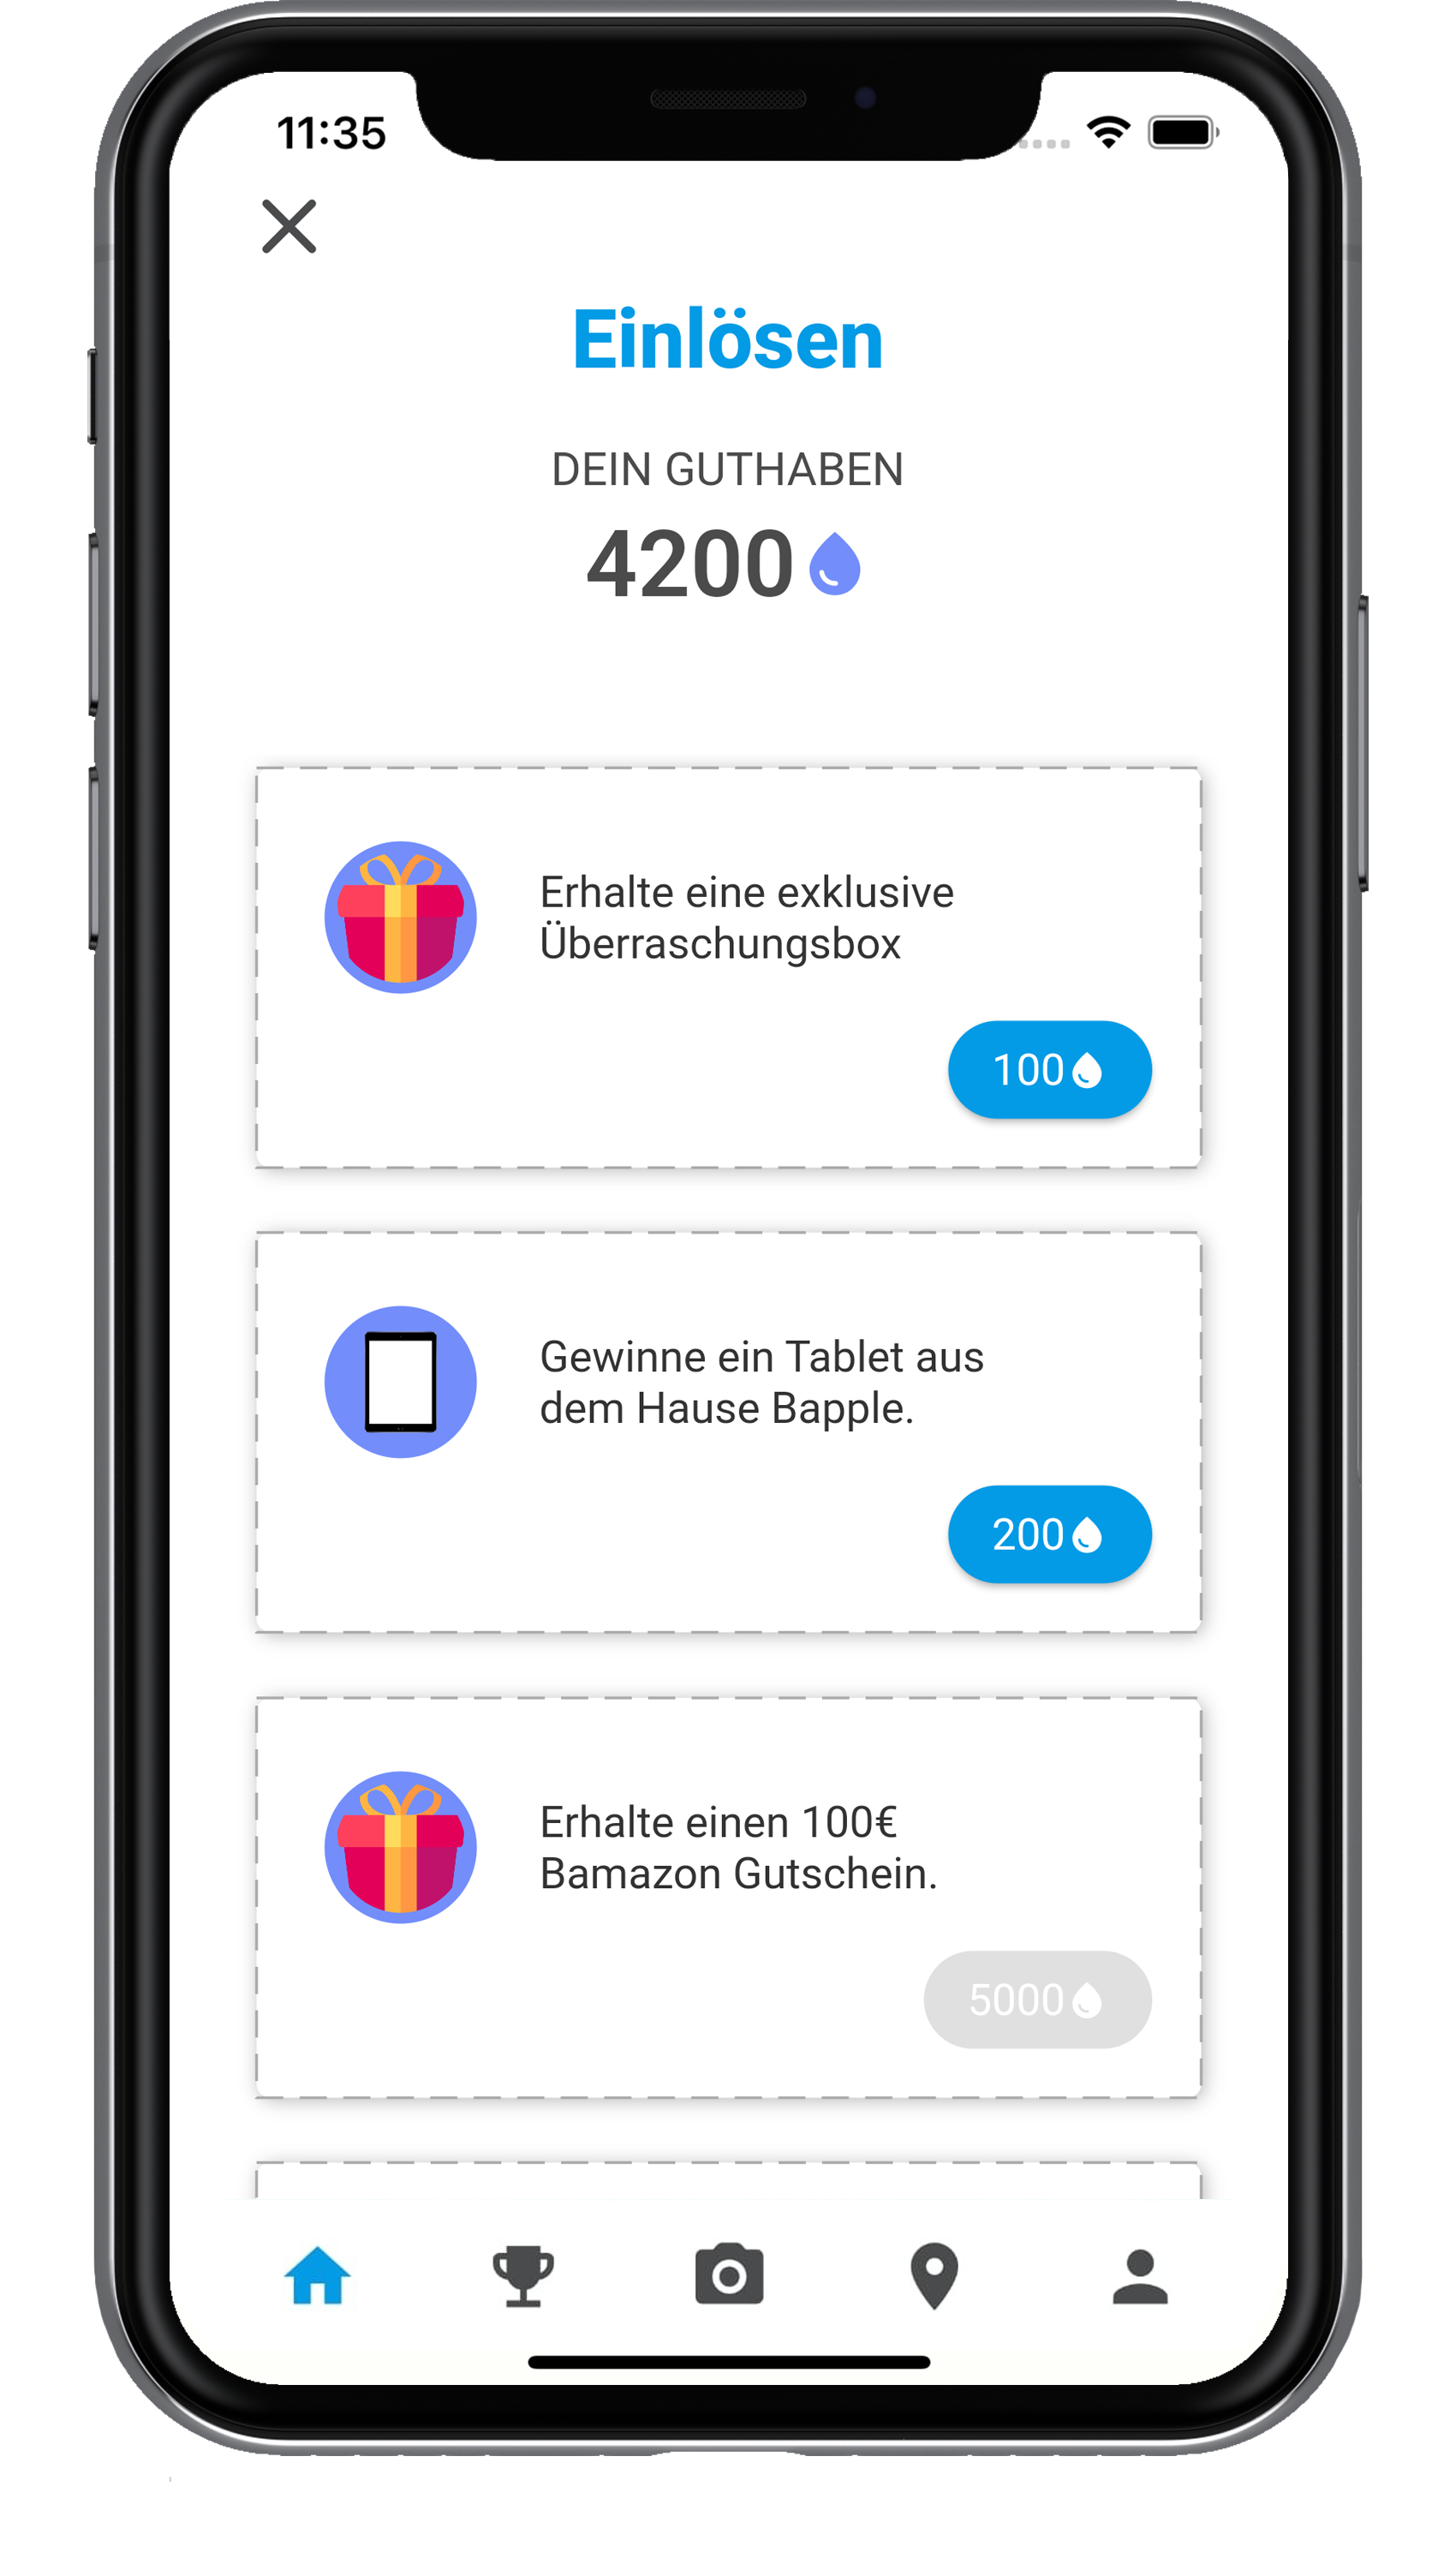 11:35
Einlösen
DEIN GUTHABEN
4200
Erhalte eine exklusive
Überraschungsbox
100
Gewinne ein Tablet aus
dem Hause Bapple.
200
Erhalte einen 100€
Bamazon Gutschein.
5000